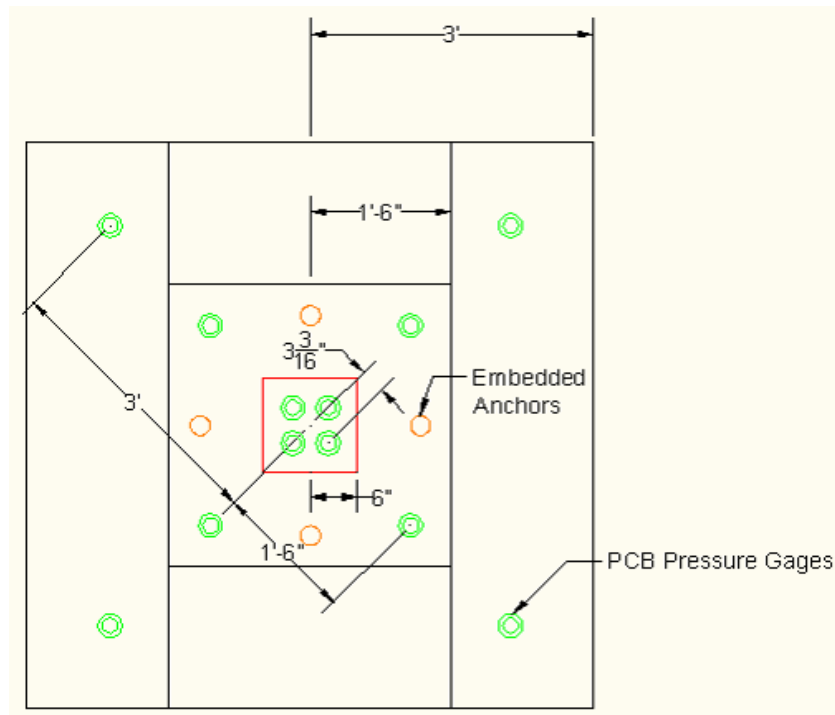 3'
1'-6"
3 3/16"
Embedded
Anchors
3'
6"
1'-6"
PCB Pressure Gages